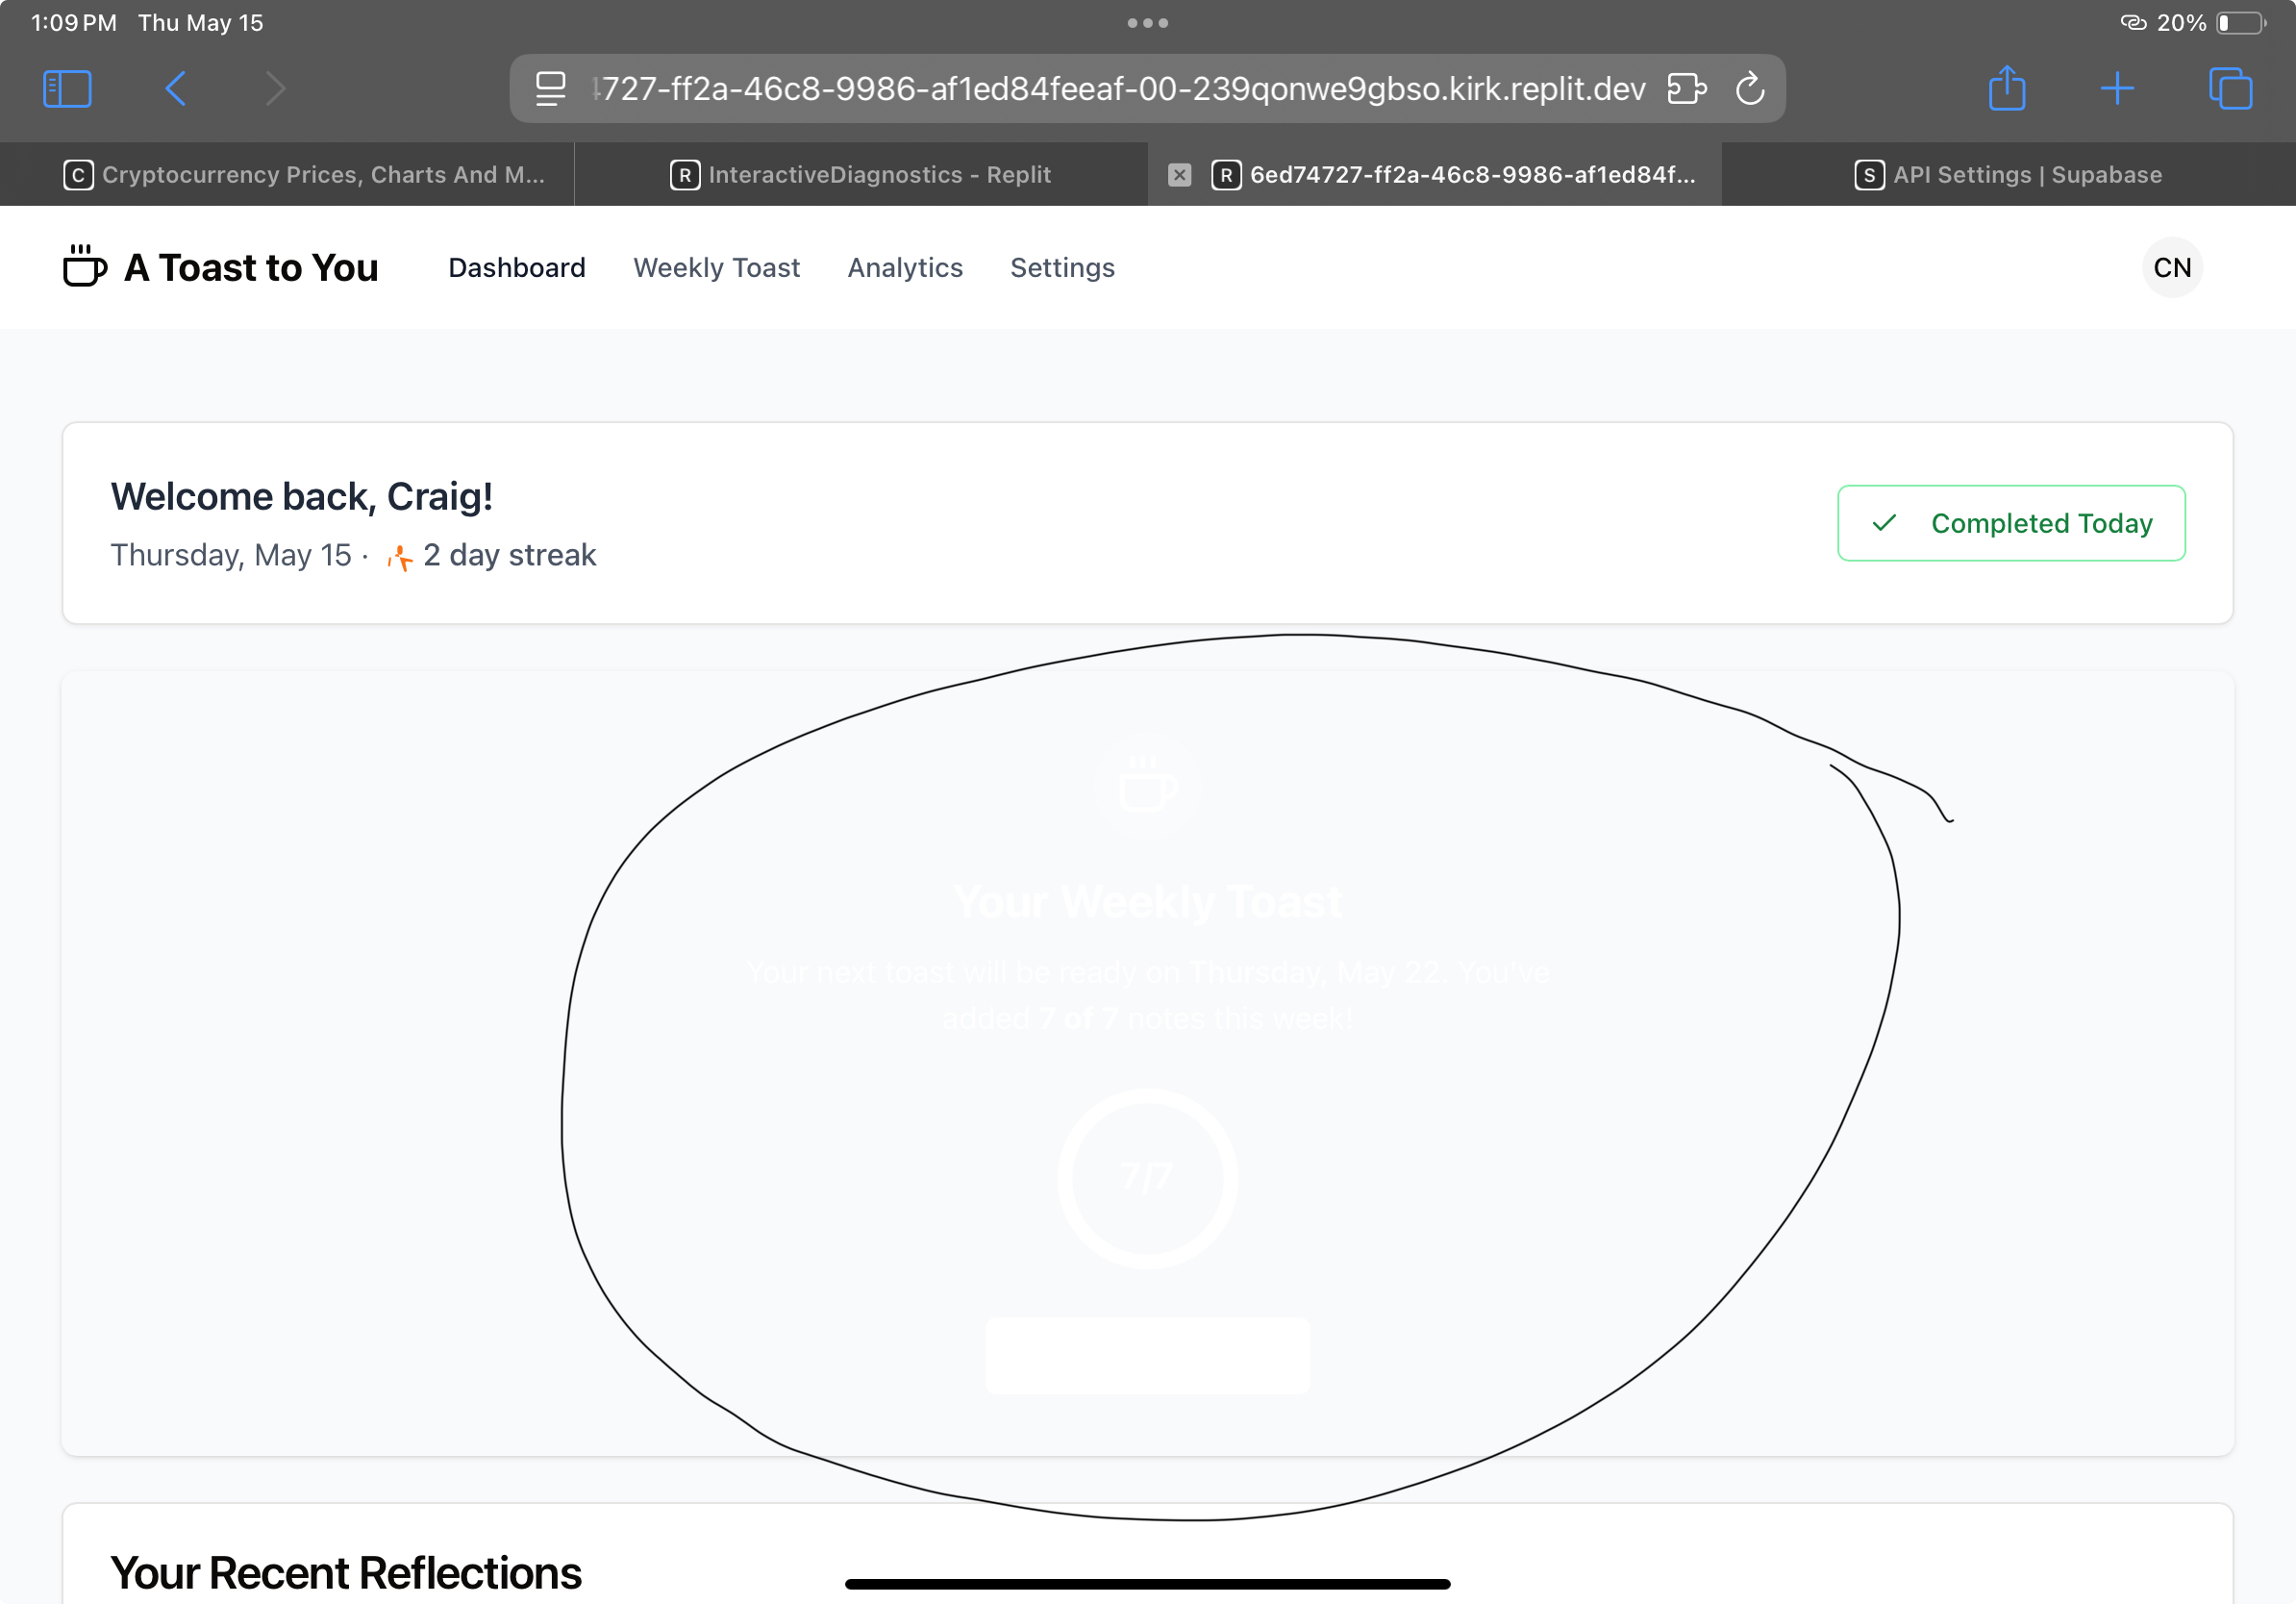 1:09 PM Thu May 15
20%
4727-ff2a-46c8-9986-af1ed84feeaf-00-239qonwe9gbso.kirk.replit.dev
C Cryptocurrency Prices, Charts And M...
R InteractiveDiagnostics - Replit
R 6ed74727-ff2a-46c8-9986-af1ed84f...
S API Settings | Supabase
A Toast to You
Dashboard
Weekly Toast
Analytics
Settings
CN
Welcome back, Craig!
Thursday, May 15 · 2 day streak
Completed Today
Your Weekly Toast
Your next toast will be ready on Thursday, May 22. You've
added 7 of 7 notes this week!
7/7
Your Recent Reflections